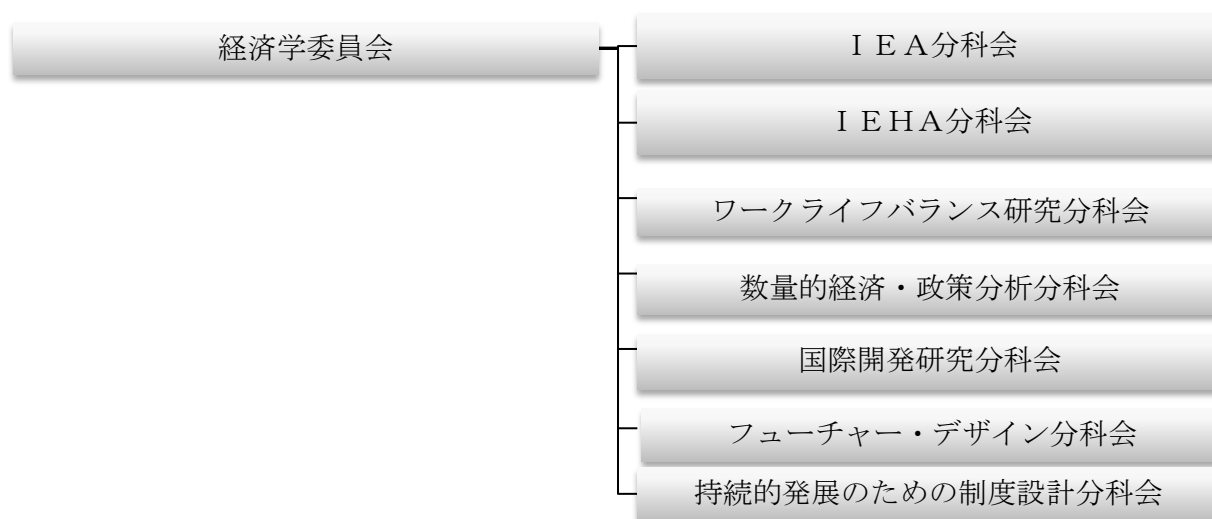 経済学委員会
ＩＥＡ分科会
ＩＥＨＡ分科会
ワークライフバランス研究分科会
数量的経済・政策分析分科会
国際開発研究分科会
フューチャー・デザイン分科会
持続的発展のための制度設計分科会